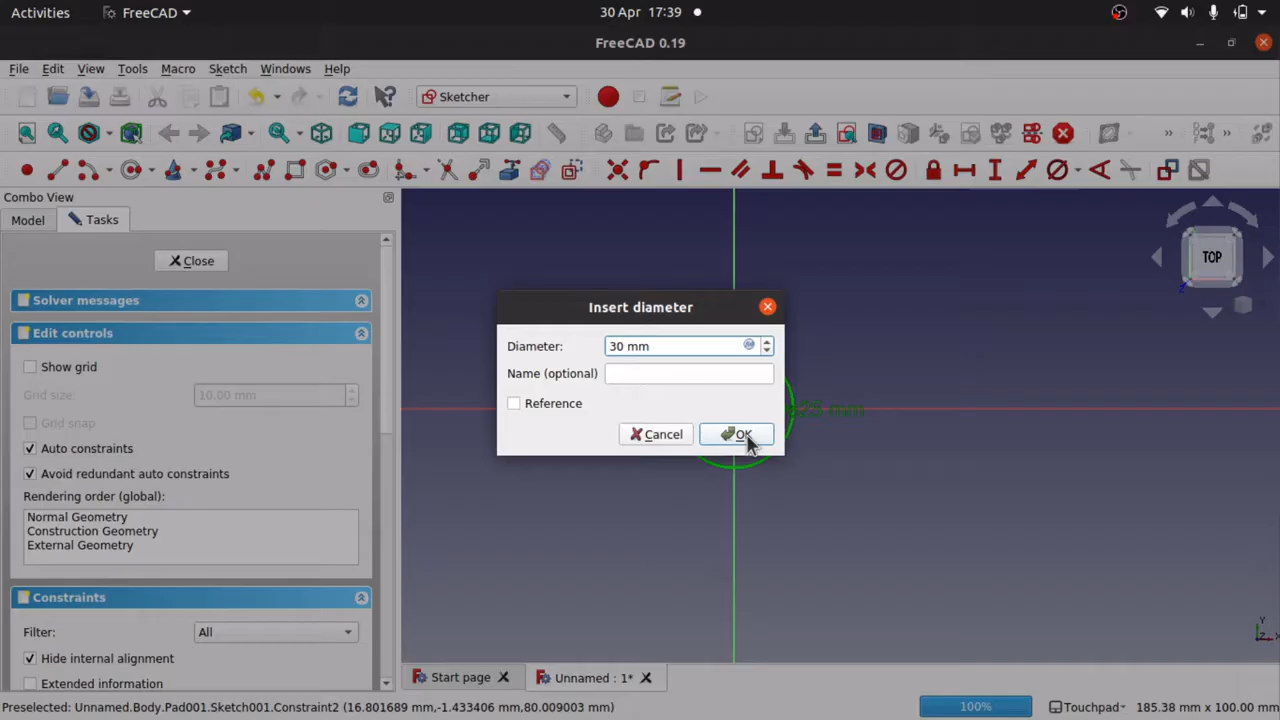 Activities FreeCAD 30 Apr 17:39
FreeCAD 0.19
File Edit View Tools Macro Sketch Windows Help
Sketcher
Combo View
Model Tasks
TOP
Close
Solver messages
Insert diameter
Edit controls
Diameter: 30 mm
Show grid
Name (optional)
Grid size: 10.00 mm
Reference
Grid snap
Cancel OK
Auto constraints
Avoid redundant auto constraints
Rendering order (global):
Normal Geometry
Construction Geometry
External Geometry
Constraints
Filter: All
Y
Z X
Hide internal alignment
Start page Unnamed : 1*
Extended information
Preselected: Unnamed.Body.Pad001.Sketch001.Constraint2 (16.801689 mm,-1.433406 mm,80.009003 mm) 100% Touchpad 185.38 mm x 100.00 mm